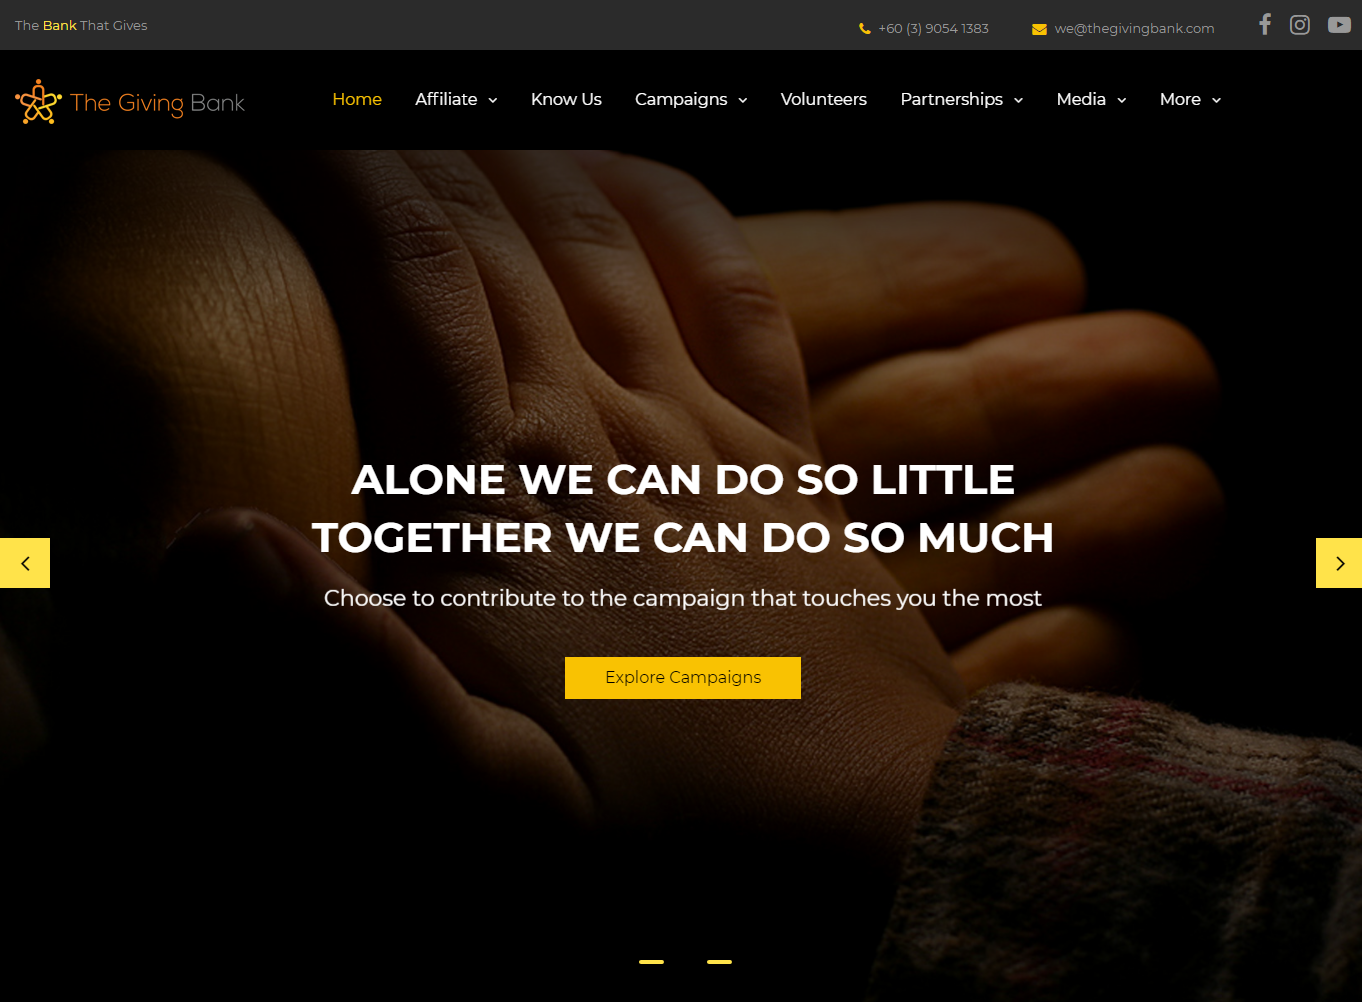 The Bank That Gives
+60 (3) 9054 1383
we@thegivingbank.com
The Giving Bank
Home
Affiliate
Know Us
Campaigns
Volunteers
Partnerships
Media
More
ALONE WE CAN DO SO LITTLE
TOGETHER WE CAN DO SO MUCH
Choose to contribute to the campaign that touches you the most
Explore Campaigns